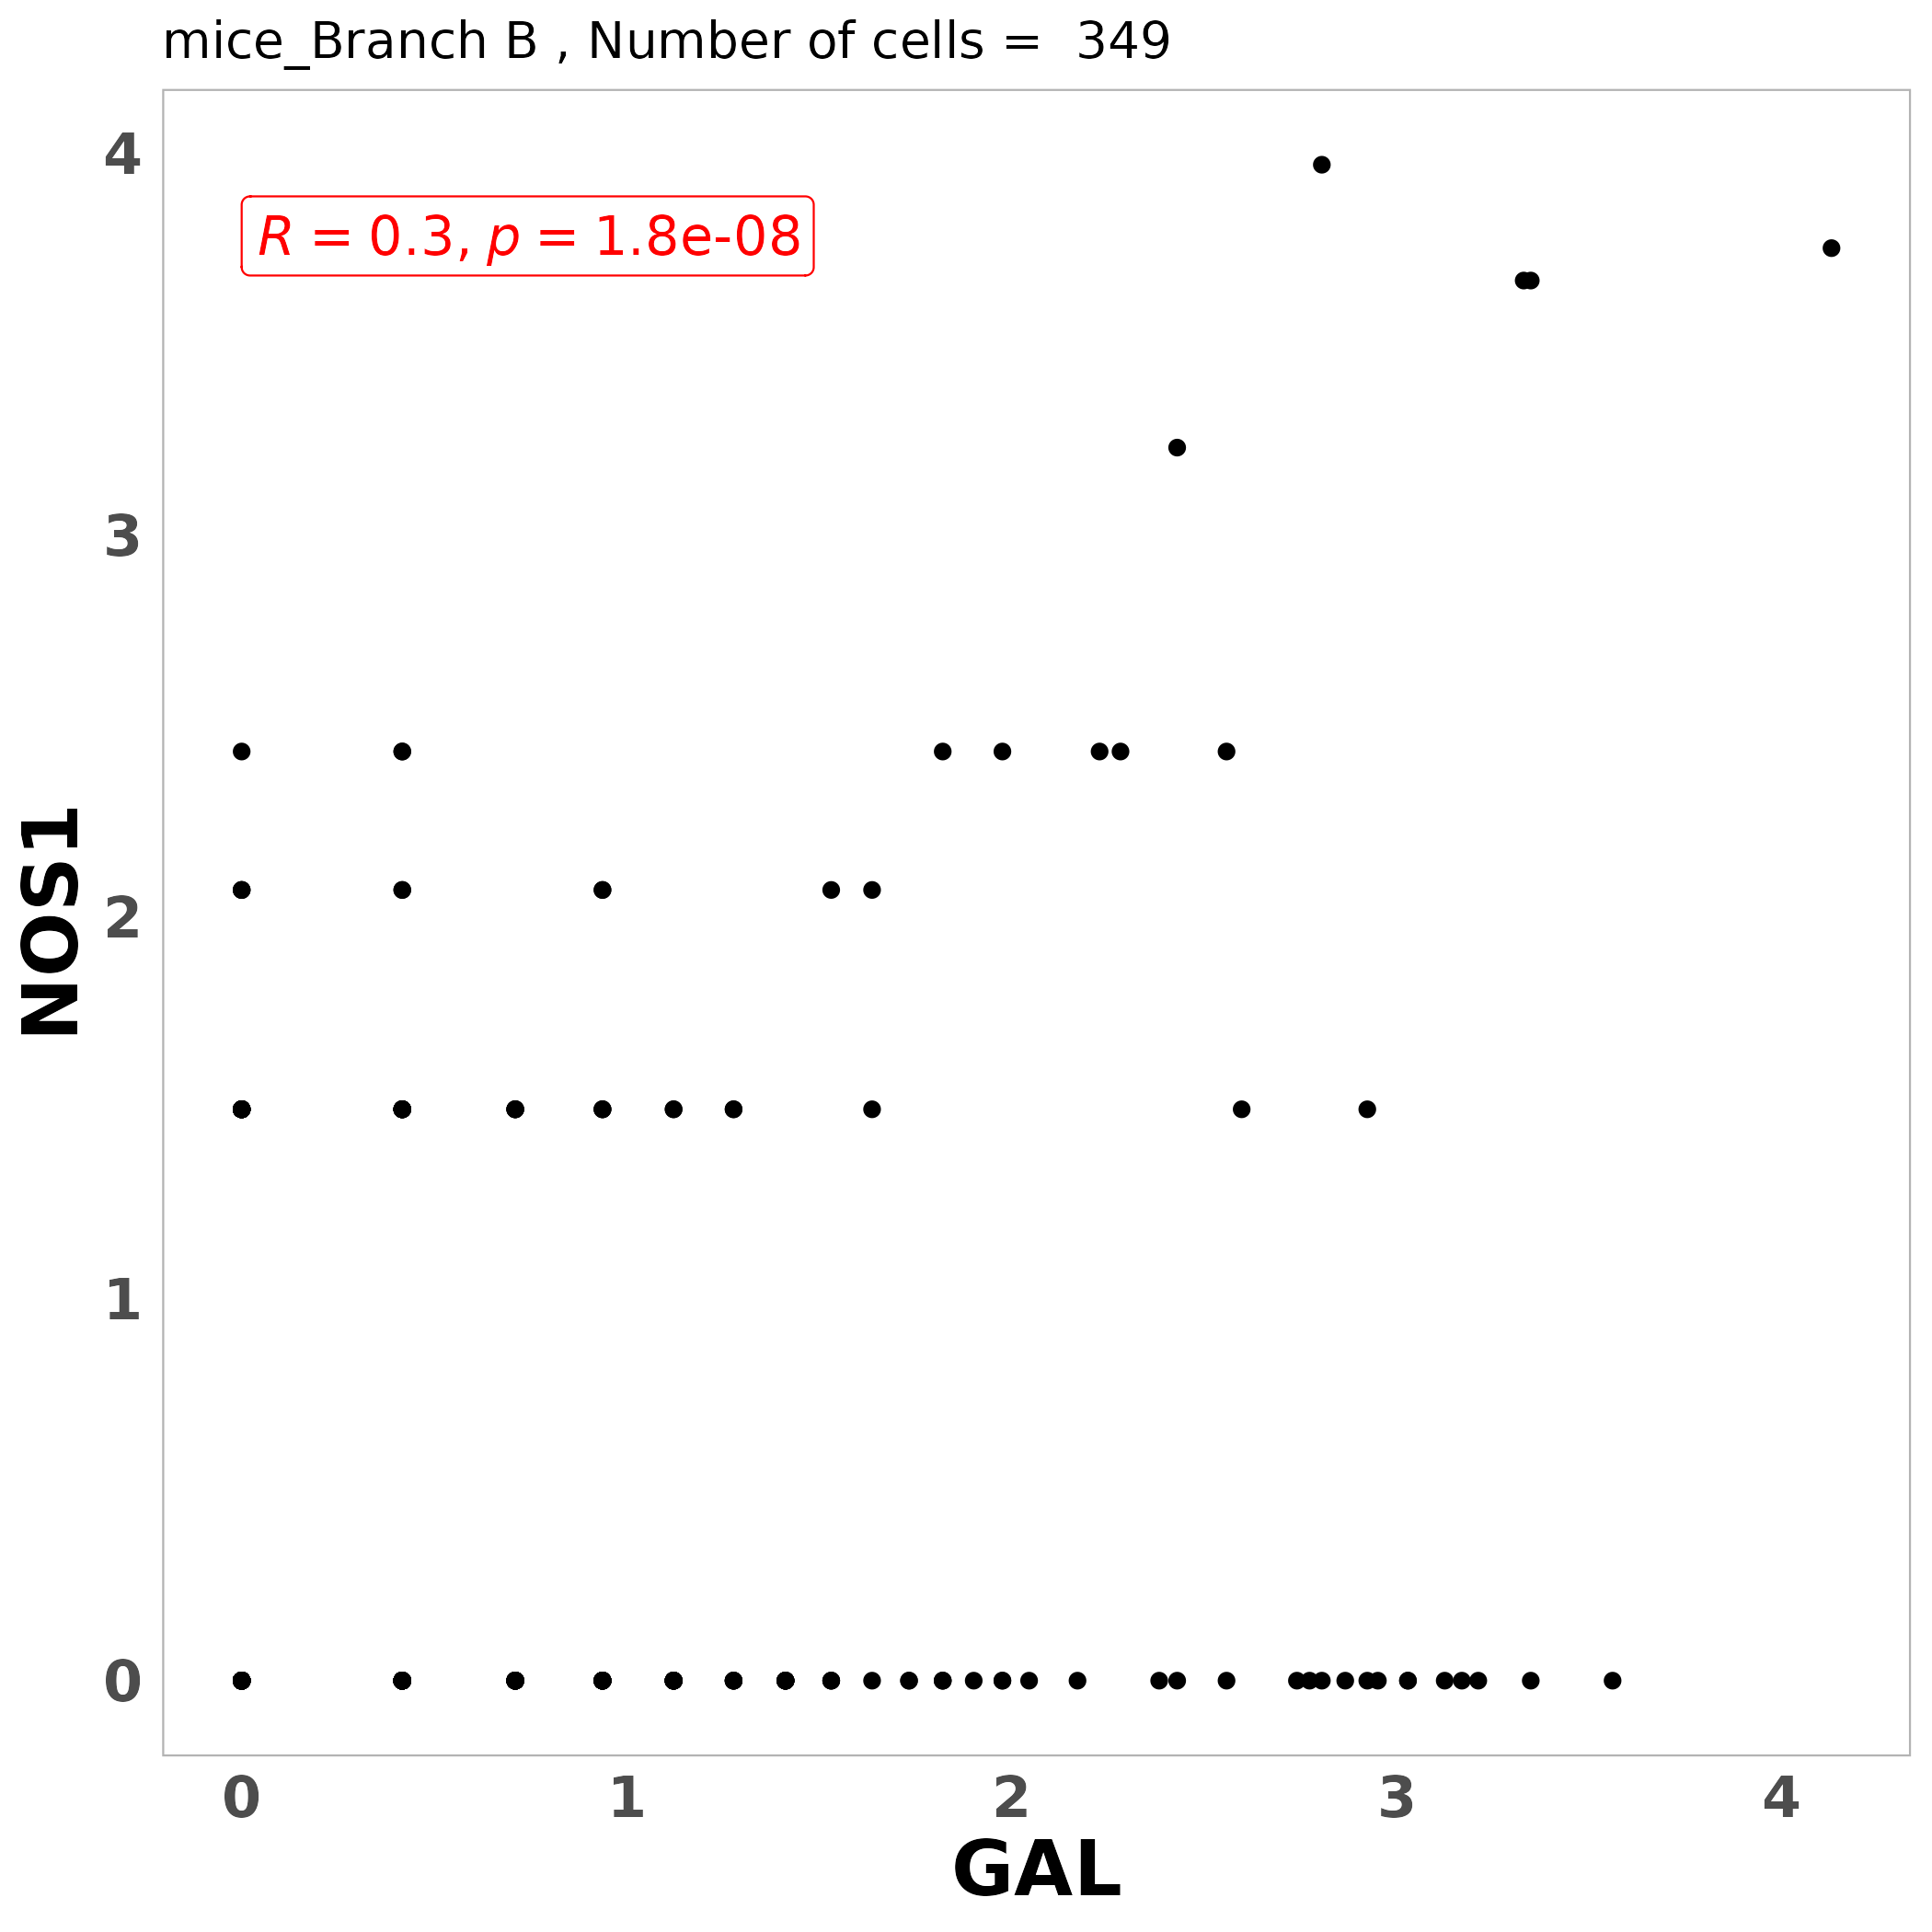 mice_Branch B , Number of cells =  349
R = 0.3, p = 1.8e-08
4
3
2
1
0
NOS1
0 1 2 3 4
GAL